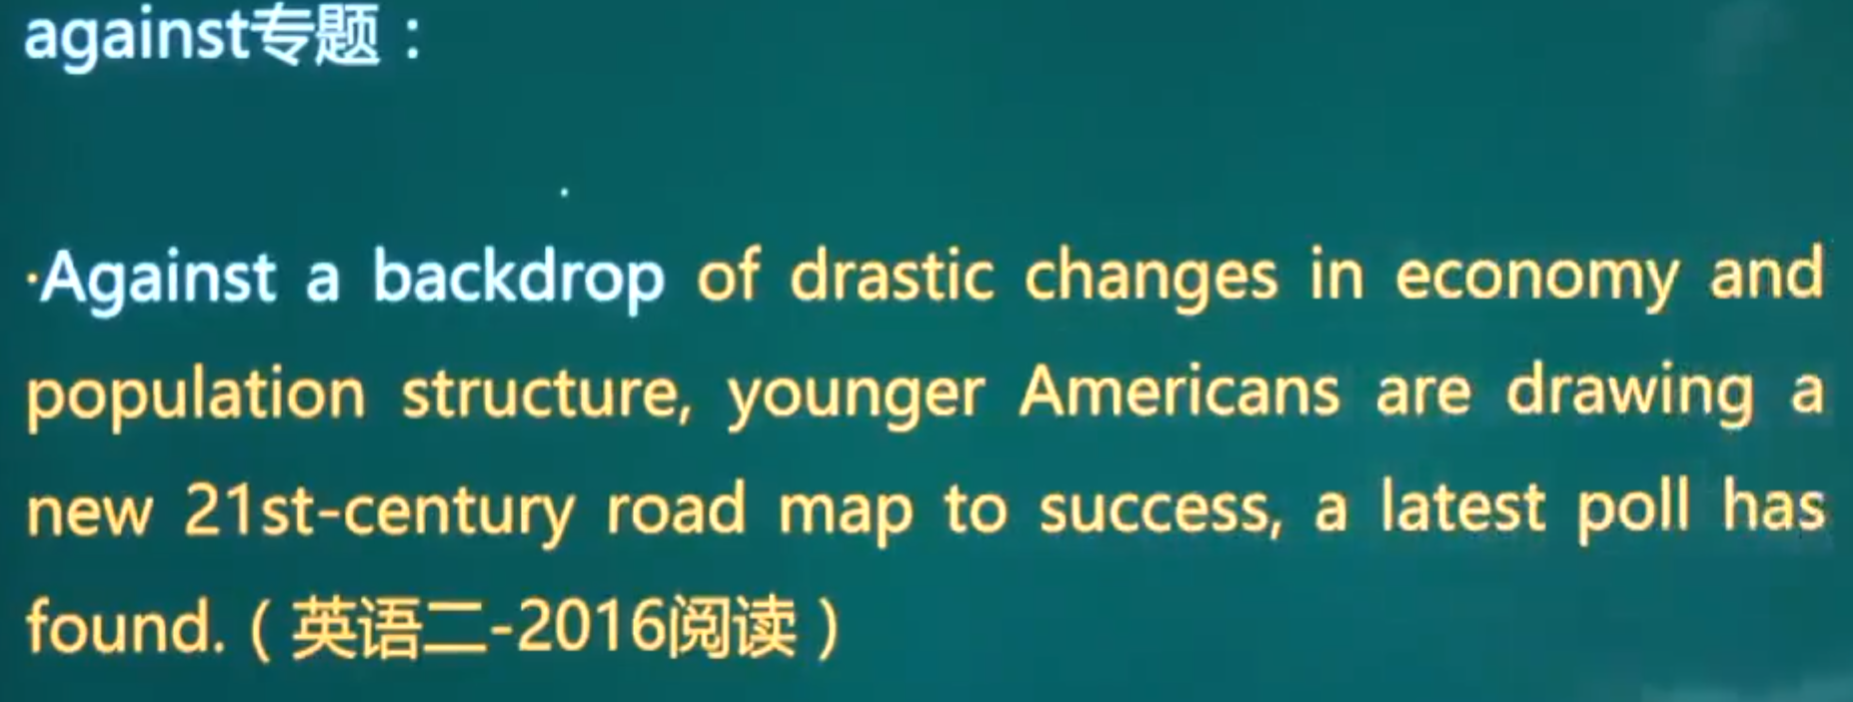 against专题：
·Against a backdrop of drastic changes in economy and
population structure, younger Americans are drawing a
new 21st-century road map to success, a latest poll has
found.（英语二-2016阅读）